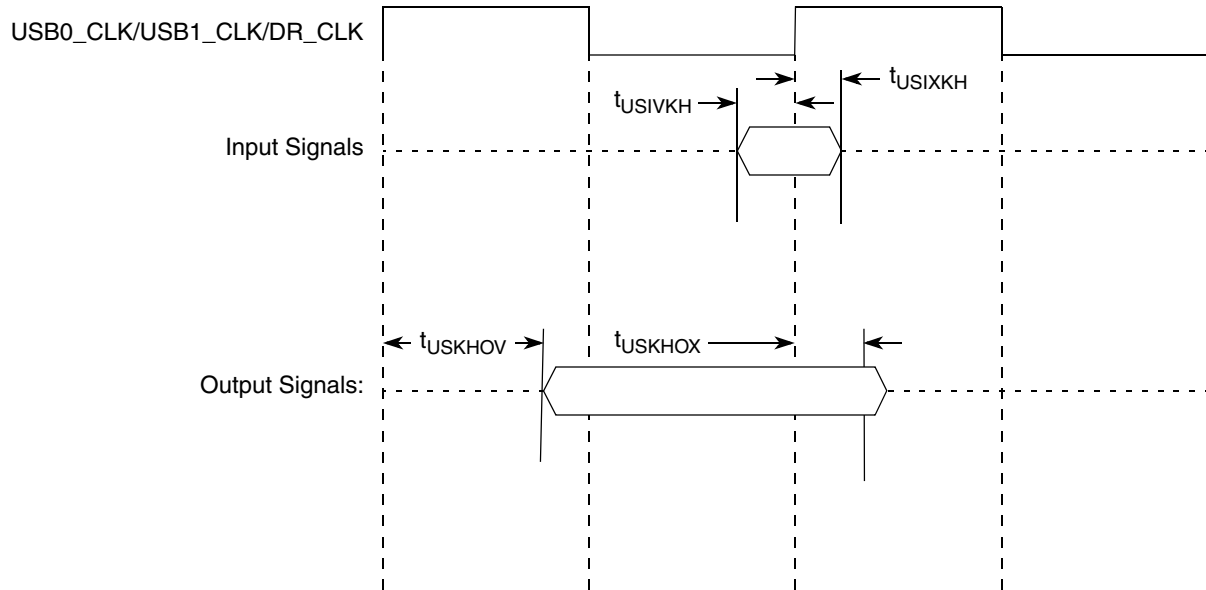 USB0_CLK/USB1_CLK/DR_CLK
tUSIXKH
tUSIVKH
Input Signals
tUSKHOV
tUSKHOX
Output Signals: